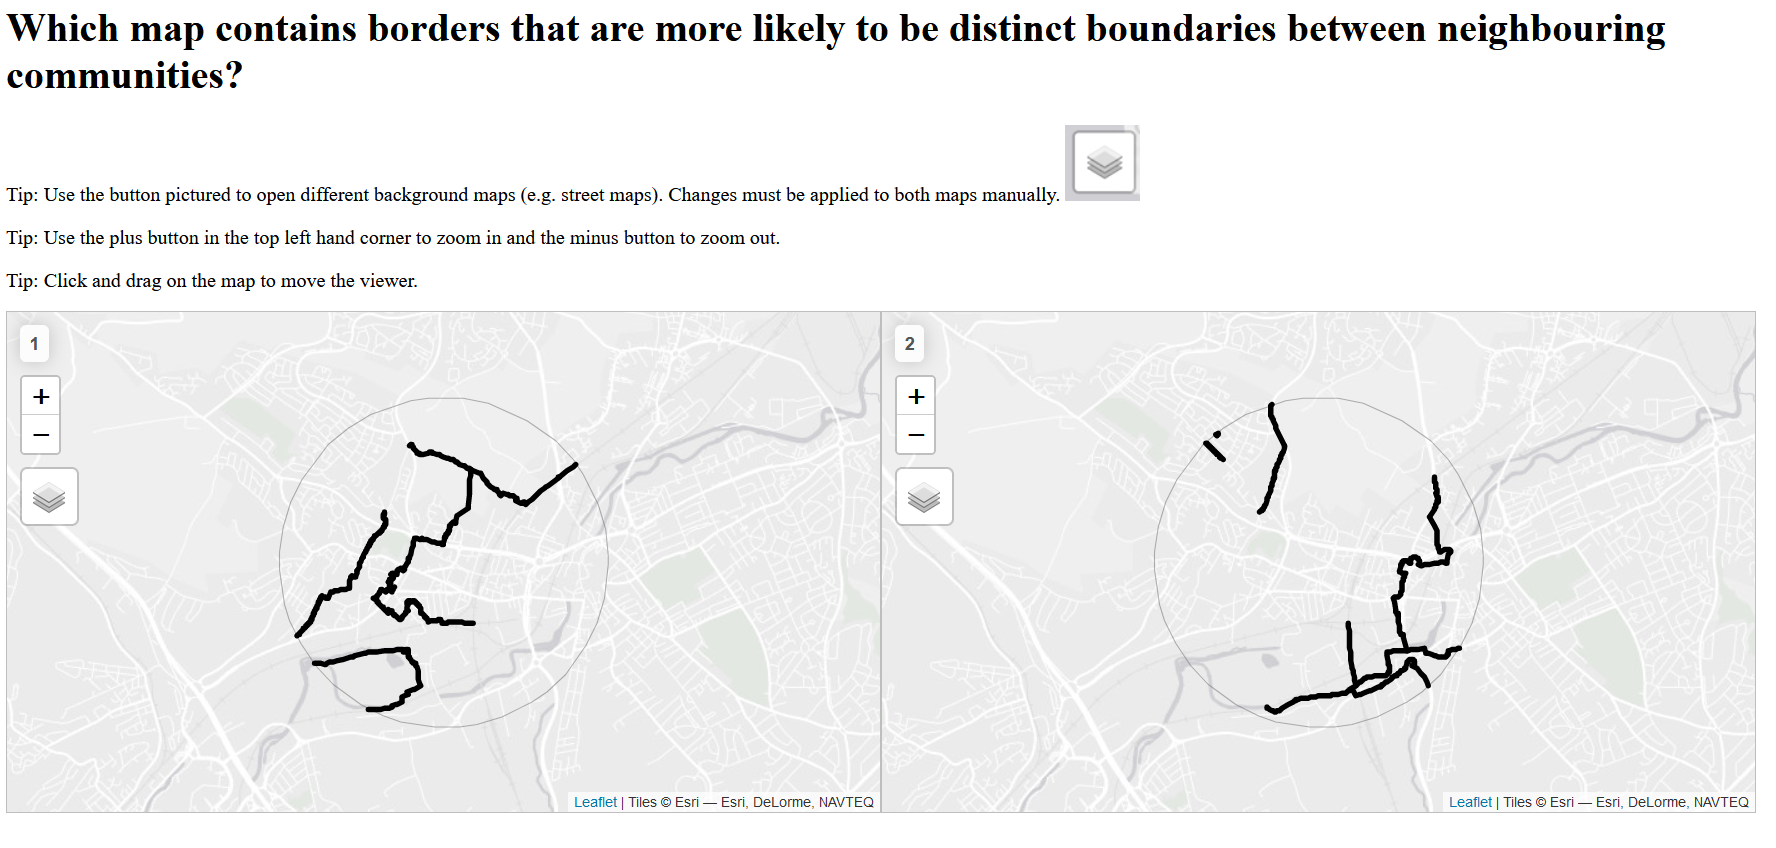 Which map contains borders that are more likely to be distinct boundaries between neighbouring
communities?
Tip: Use the button pictured to open different background maps (e.g. street maps). Changes must be applied to both maps manually.
Tip: Use the plus button in the top left hand corner to zoom in and the minus button to zoom out.
Tip: Click and drag on the map to move the viewer.
1
+
−
Leaflet | Tiles © Esri — Esri, DeLorme, NAVTEQ
2
+
−
Leaflet | Tiles © Esri — Esri, DeLorme, NAVTEQ